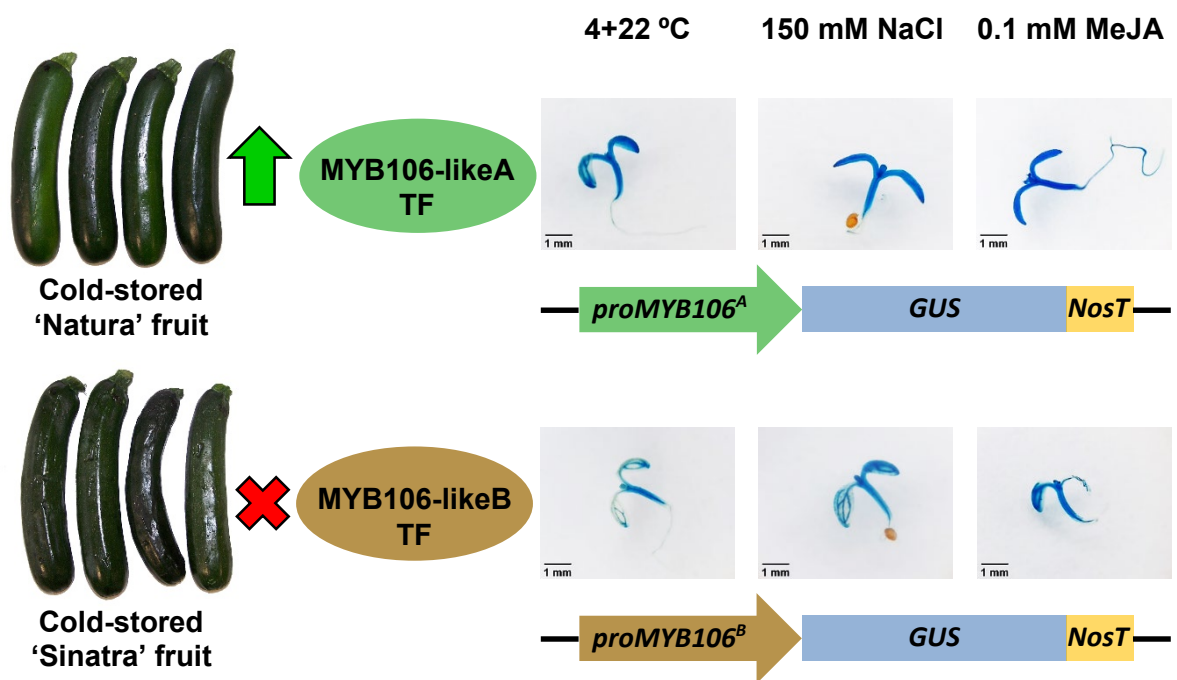 4+22 ºC
150 mM NaCl
0.1 mM MeJA
MYB106-likeA
TF
1 mm
1 mm
1 mm
Cold-stored
‘Natura’ fruit
proMYB106ᴬ
GUS
NosT
MYB106-likeB
TF
1 mm
1 mm
1 mm
Cold-stored
‘Sinatra’ fruit
proMYB106ᴮ
GUS
NosT